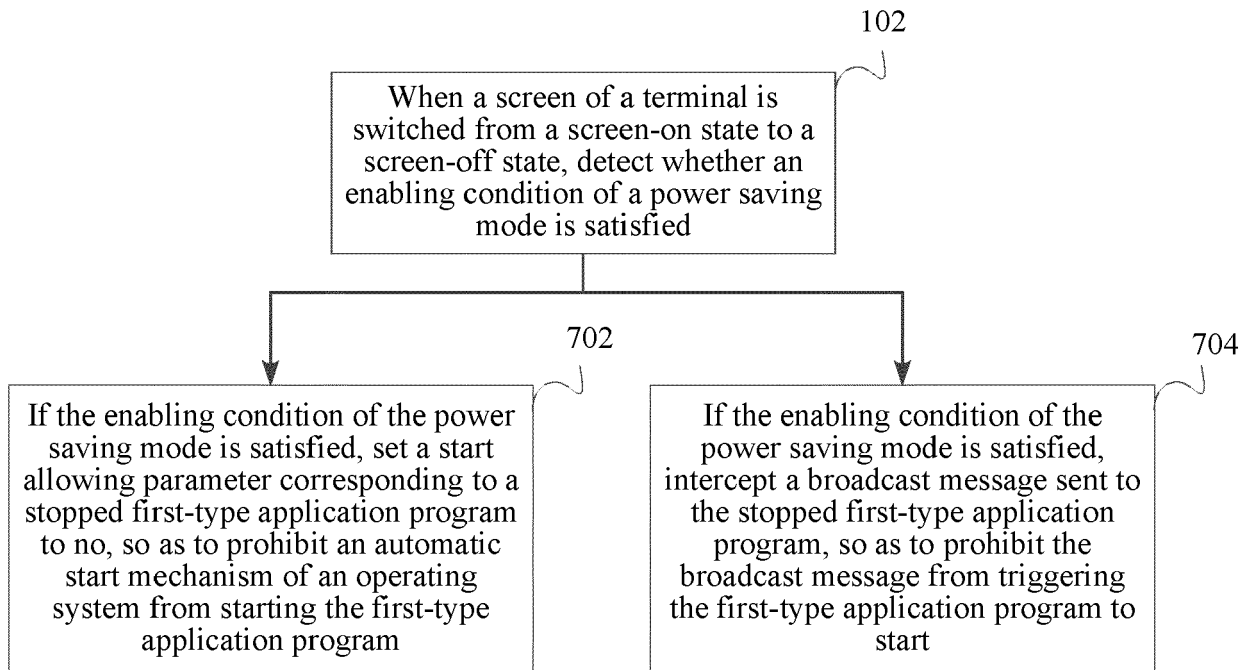 102
When a screen of a terminal is
switched from a screen-on state to a
screen-off state, detect whether an
enabling condition of a power saving
mode is satisfied
702
If the enabling condition of the power
saving mode is satisfied, set a start
allowing parameter corresponding to a
stopped first-type application program
to no, so as to prohibit an automatic
start mechanism of an operating
system from starting the first-type
application program
704
If the enabling condition of the
power saving mode is satisfied,
intercept a broadcast message sent to
the stopped first-type application
program, so as to prohibit the
broadcast message from triggering
the first-type application program to
start